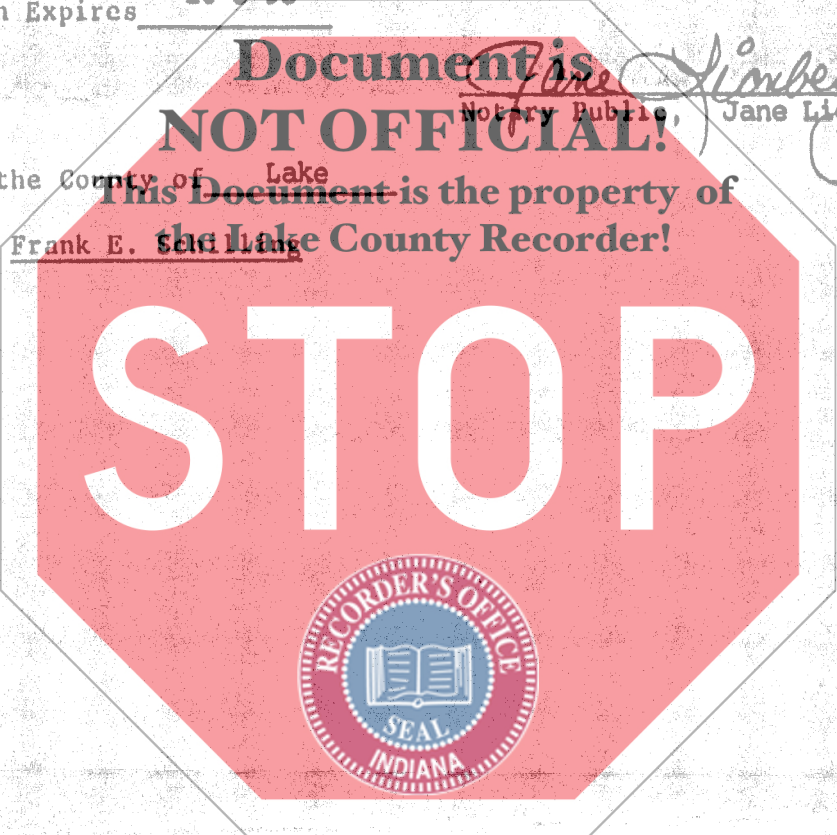 n Expires
Document is
Notary Public, Jane Li
NOT OFFICIAL!
the County of Lake
This Document is the property of
Frank E. Schilling
the Lake County Recorder!
STOP
RECORDER'S OFFICE
SEAL
INDIANA